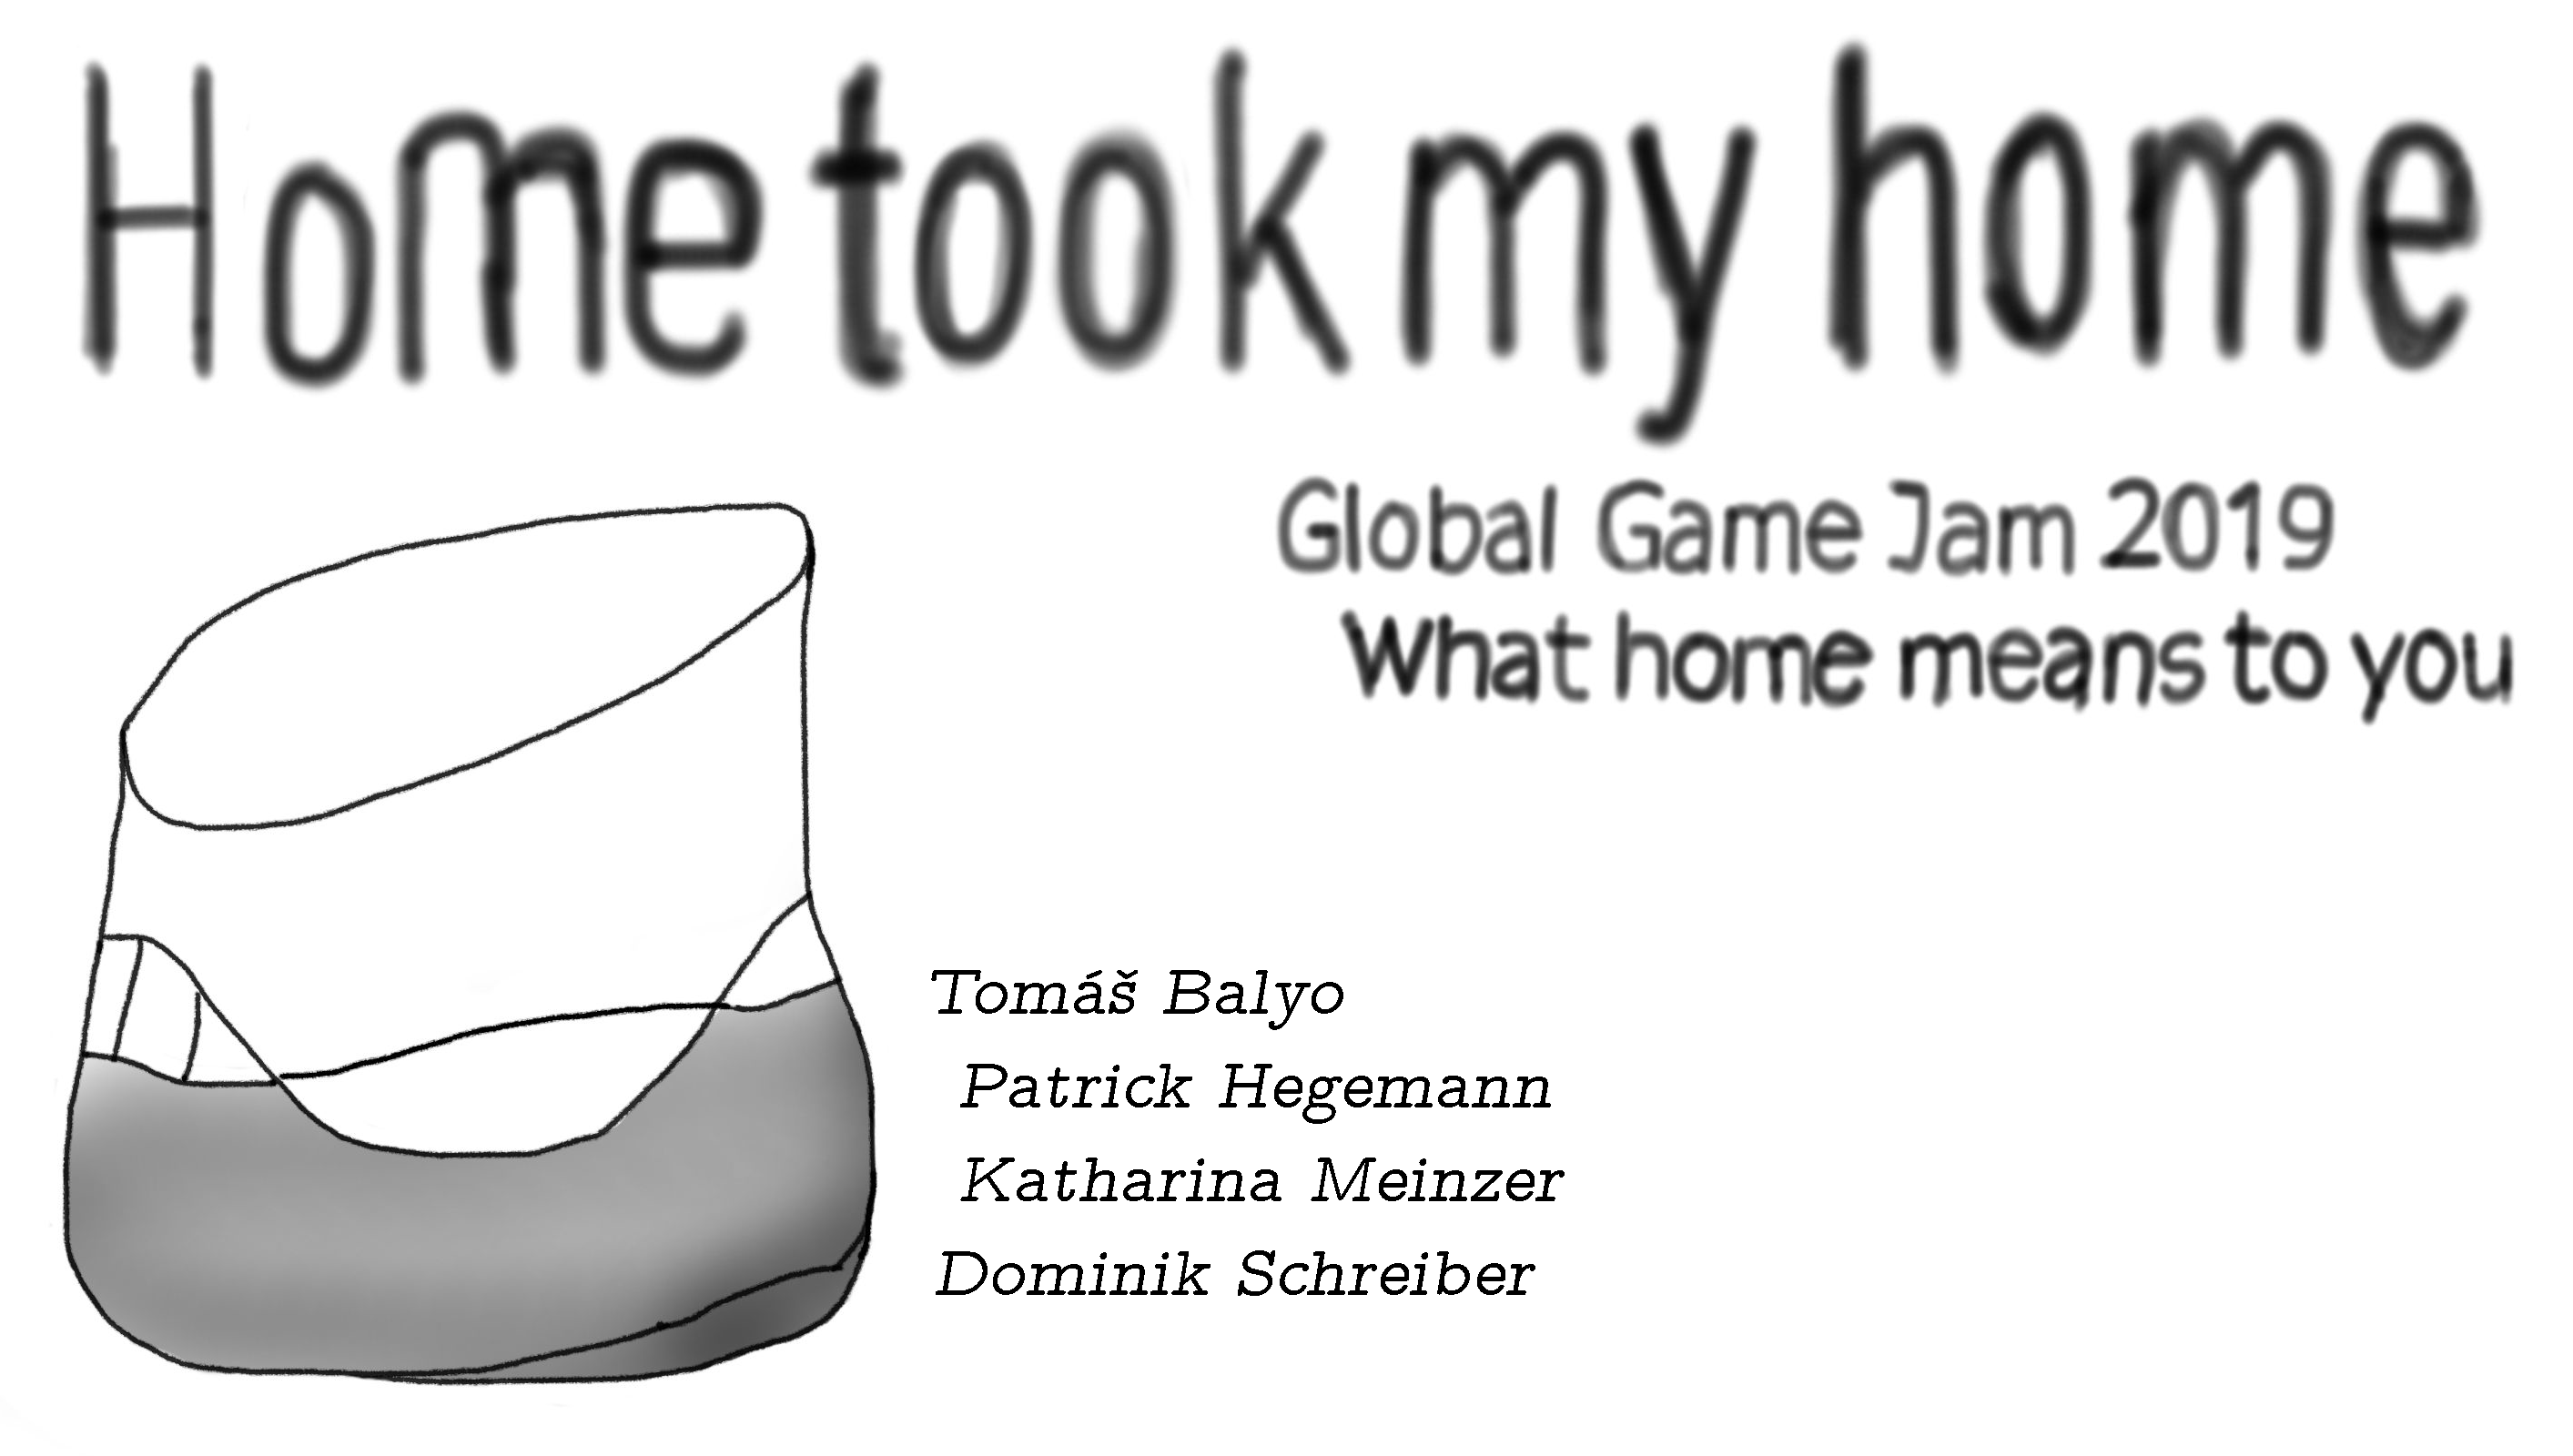 Home took my home
Global Game Jam 2019
What home means to you
Tomáš Balyo
Patrick Hegemann
Katharina Meinzer
Dominik Schreiber